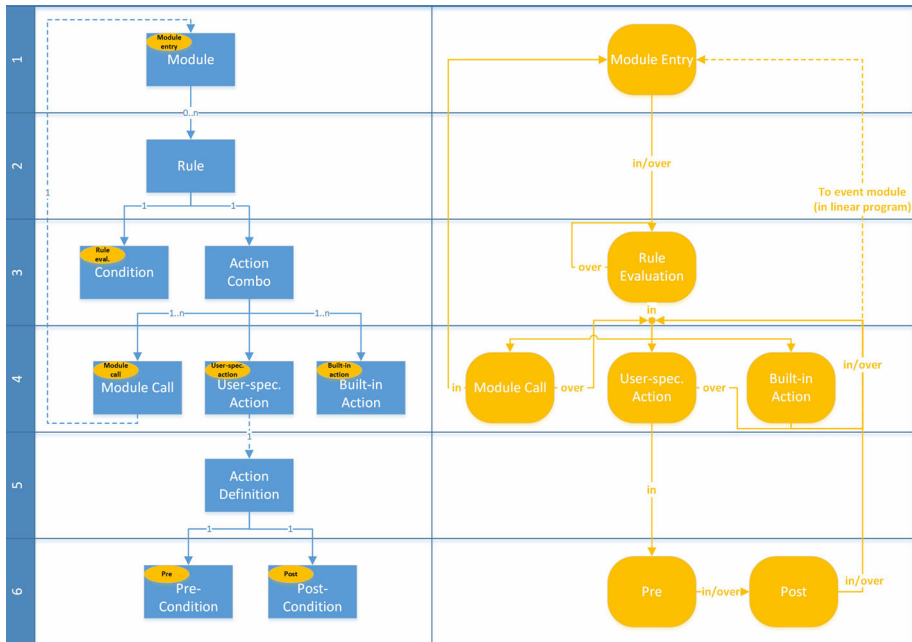 1
Module
entry
Module
Module Entry
0..n
in/over
2
Rule
1
1
1
To event module
(in linear program)
3
Rule
eval.
Condition
Action
Combo
over
Rule
Evaluation
in
1..n
1..n
4
Module
call
Module Call
User-spec.
action
User-spec.
Action
Built-in
action
Built-in
Action
in
Module Call
over
User-spec.
Action
over
Built-in
Action
in/over
1
5
Action
Definition
in
1
1
6
Pre
Pre-
Condition
Post
Post-
Condition
Pre
in/over
Post
in/over